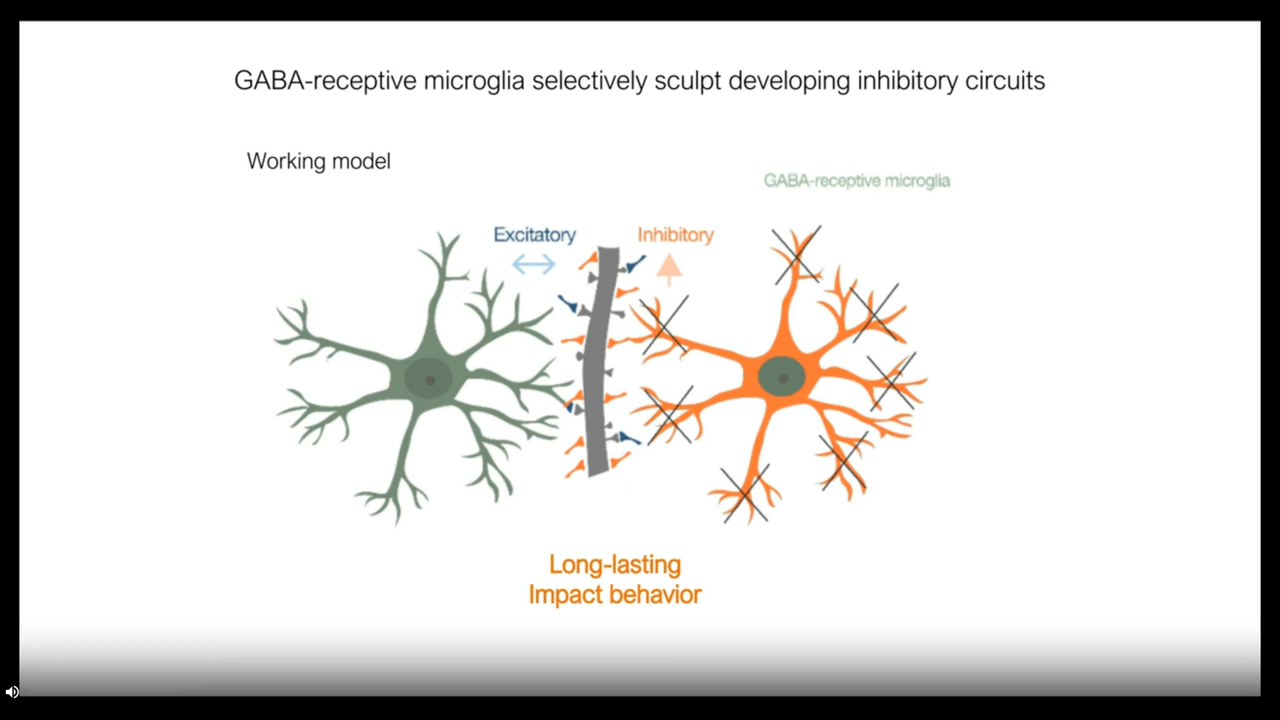 GABA-receptive microglia selectively sculpt developing inhibitory circuits
Working model
GABA-receptive microglia
Excitatory
Inhibitory
Long-lasting
Impact behavior